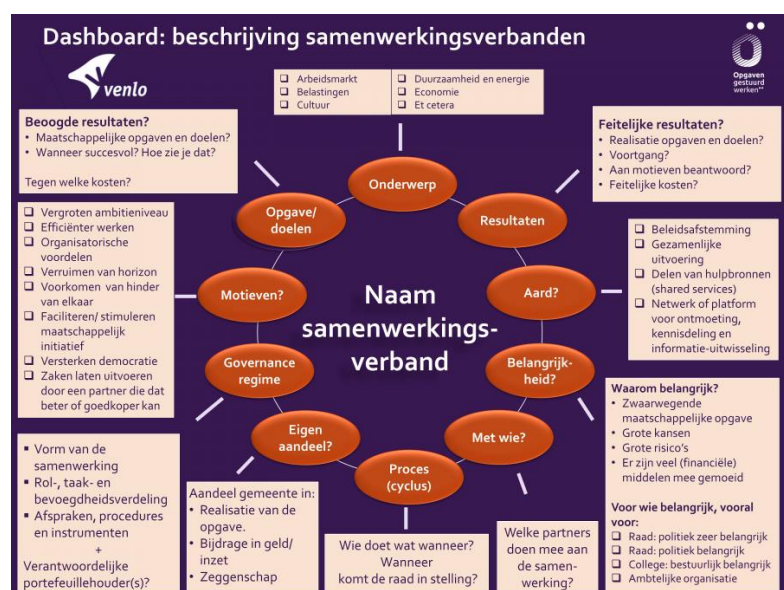 Dashboard: beschrijving samenwerkingsverbanden
venlo
Ö
Opgaven
gestuurd
werken
❑ Arbeidsmarkt
❑ Belastingen
❑ Cultuur
❑ Duurzaamheid en energie
❑ Economie
❑ Et cetera
Beoogde resultaten?
• Maatschappelijke opgaven en doelen?
• Wanneer succesvol? Hoe zie je dat?
Tegen welke kosten?
Feitelijke resultaten?
• Realisatie opgaven en doelen?
• Voortgang?
• Aan motieven beantwoord?
• Feitelijke kosten?
Onderwerp
Opgave/
doelen
Resultaten
❑ Vergroten ambitieniveau
❑ Efficiënter werken
❑ Organisatorische
voordelen
❑ Verruimen van horizon
❑ Voorkomen van hinder
van elkaar
❑ Faciliteren/ stimuleren
maatschappelijk
initiatief
❑ Versterken democratie
❑ Zaken laten uitvoeren
door een partner die dat
beter of goedkoper kan
Motieven?
Naam
samenwerkings-
verband
Aard?
❑ Beleidsafstemming
❑ Gezamenlijke
uitvoering
❑ Delen van hulpbronnen
(shared services)
❑ Netwerk of platform
voor ontmoeting,
kennisdeling en
informatie-uitwisseling
Governance
regime
Belangrijk-
heid?
Eigen
aandeel?
Met wie?
Proces
(cyclus)
Waarom belangrijk?
• Zwaarwegende
maatschappelijke opgave
• Grote kansen
• Grote risico's
• Er zijn veel (financiële)
middelen mee gemoeid
Voor wie belangrijk, vooral
voor:
❑ Raad: politiek zeer belangrijk
❑ Raad: politiek belangrijk
❑ College: bestuurlijk belangrijk
❑ Ambtelijke organisatie
▪ Vorm van de
samenwerking
▪ Rol-, taak- en
bevoegdheidsverdeling
▪ Afspraken, procedures
en instrumenten
+
Verantwoordelijke
portefeuillehouder(s)?
Aandeel gemeente in:
• Realisatie van de
opgave.
• Bijdrage in geld/
inzet
• Zeggenschap
Wie doet wat wanneer?
Wanneer
komt de raad in stelling?
Welke partners
doen mee aan
de samen-
werking?